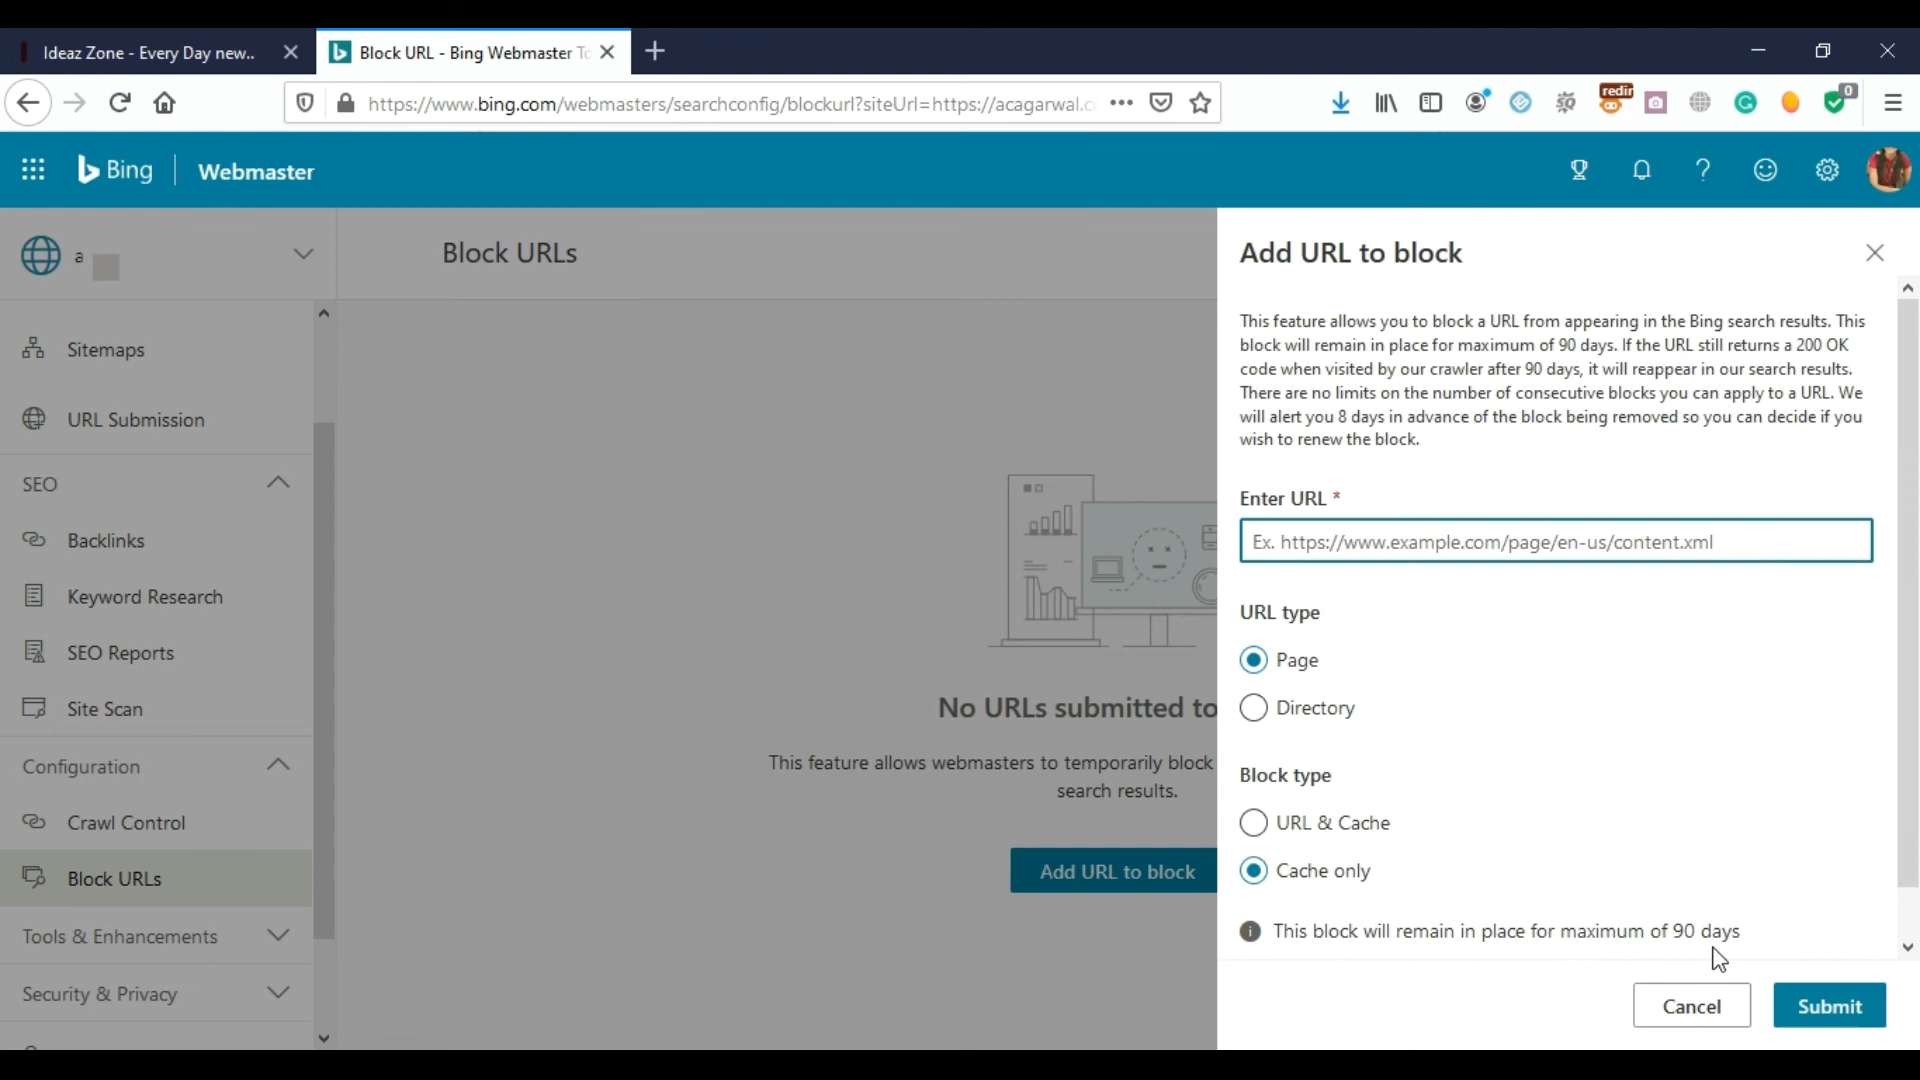 Ideaz Zone - Every Day new..
Block URL - Bing Webmaster To
https://www.bing.com/webmasters/searchconfig/blockurl?siteUrl=https://acagarwal.c
redir
0
Bing
Webmaster
a
Block URLs
Sitemaps
URL Submission
SEO
Backlinks
Keyword Research
SEO Reports
Site Scan
Configuration
Crawl Control
Block URLs
Tools & Enhancements
Security & Privacy
No URLs submitted to
This feature allows webmasters to temporarily block
search results.
Add URL to block
Add URL to block
This feature allows you to block a URL from appearing in the Bing search results. This
block will remain in place for maximum of 90 days. If the URL still returns a 200 OK
code when visited by our crawler after 90 days, it will reappear in our search results.
There are no limits on the number of consecutive blocks you can apply to a URL. We
will alert you 8 days in advance of the block being removed so you can decide if you
wish to renew the block.
Enter URL *
Ex. https://www.example.com/page/en-us/content.xml
URL type
Page
Directory
Block type
URL & Cache
Cache only
This block will remain in place for maximum of 90 days
Cancel
Submit